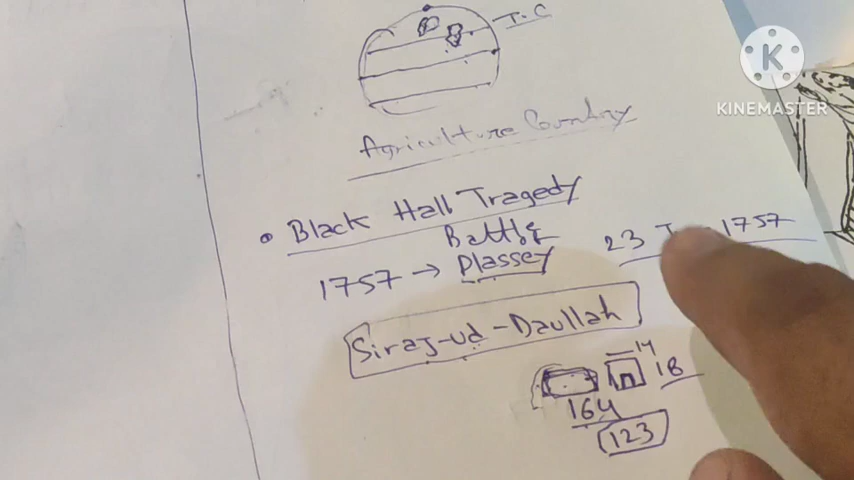 J.C
K
KINEMASTER
Agriculture Country
• Black Hall Tragedy
Battle
1757 → Plassey
23 J 1757
Siraj-ud-Daullah
14
18
164
123